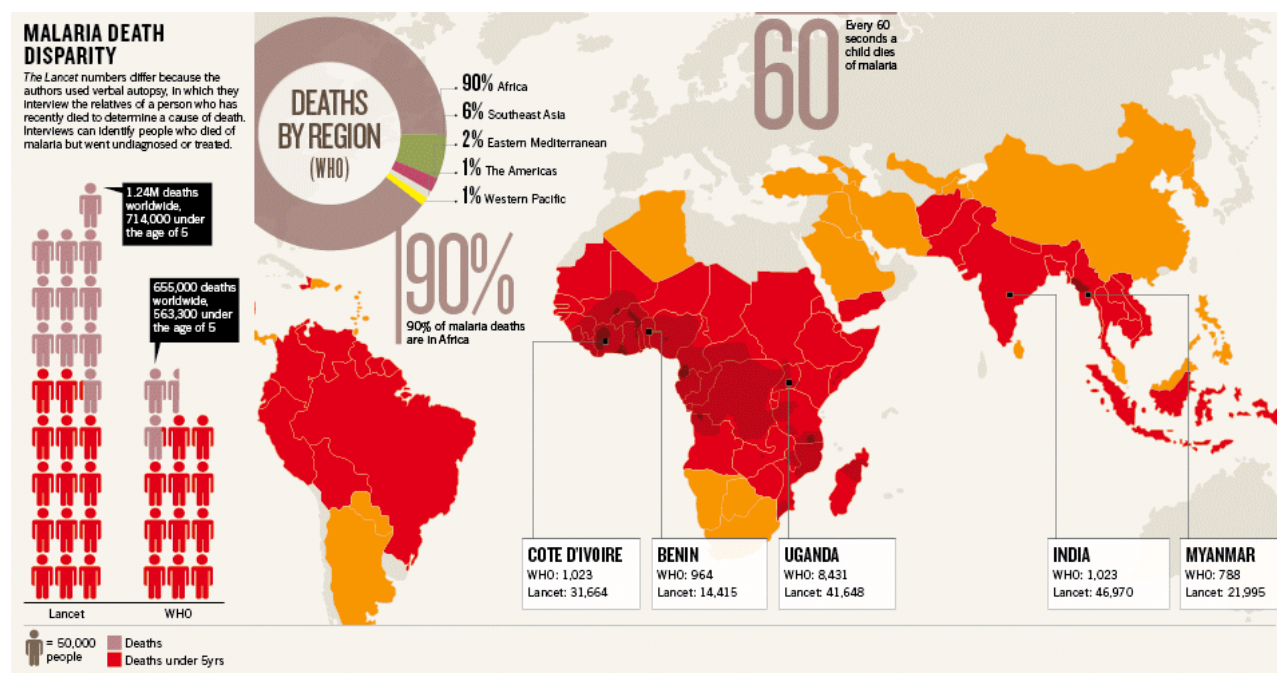 MALARIA DEATH
DISPARITY
The Lancet numbers differ because the
authors used verbal autopsy, in which they
interview the relatives of a person who has
recently died to determine a cause of death.
Interviews can identify people who died of
malaria but went undiagnosed or treated.
1.24M deaths
worldwide,
714,000 under
the age of 5
655,000 deaths
worldwide,
563,300 under
the age of 5
Lancet
WHO
= 50,000
people
Deaths
Deaths under 5yrs
DEATHS
BY REGION
(WHO)
90% Africa
6% Southeast Asia
2% Eastern Mediterranean
1% The Americas
1% Western Pacific
90%
90% of malaria deaths
are in Africa
60
Every 60
seconds a
child dies
of malaria
COTE D'IVOIRE
WHO: 1,023
Lancet: 31,664
BENIN
WHO: 964
Lancet: 14,415
UGANDA
WHO: 8,431
Lancet: 41,648
INDIA
WHO: 1,023
Lancet: 46,970
MYANMAR
WHO: 788
Lancet: 21,995